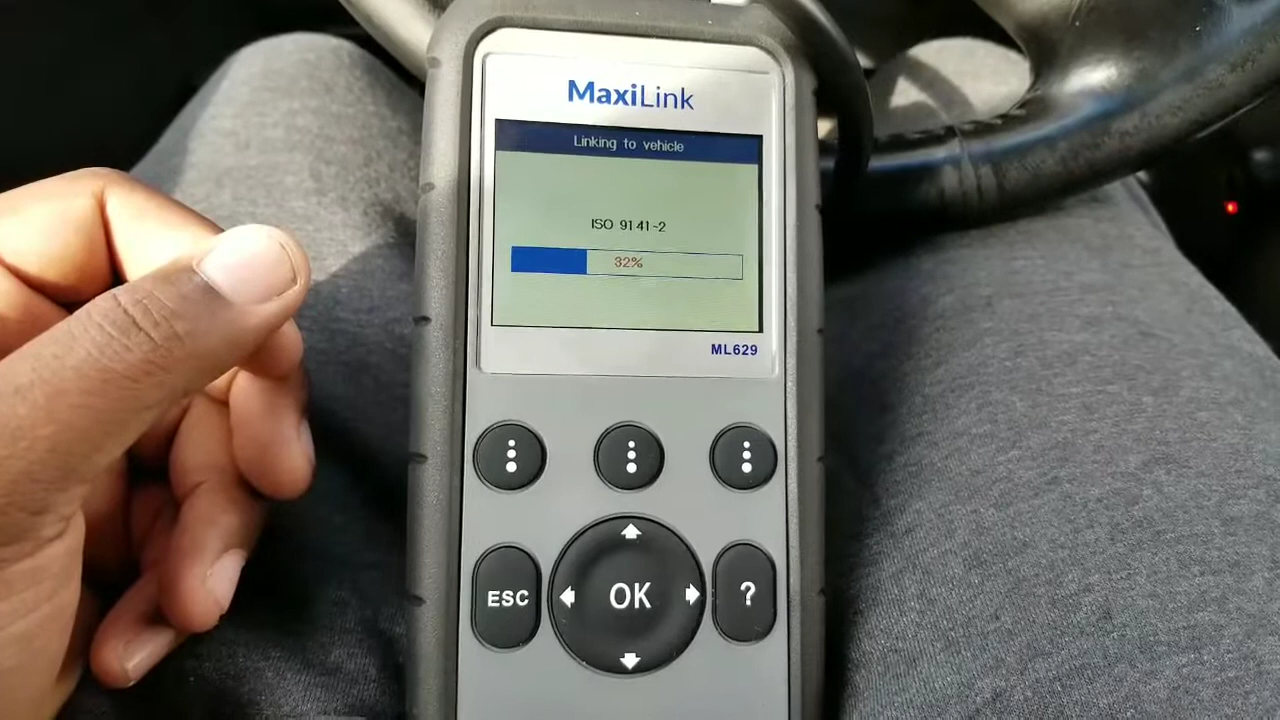 MaxiLink
Linking to vehicle
ISO 9141-2
32%
ML629
ESC
OK
?